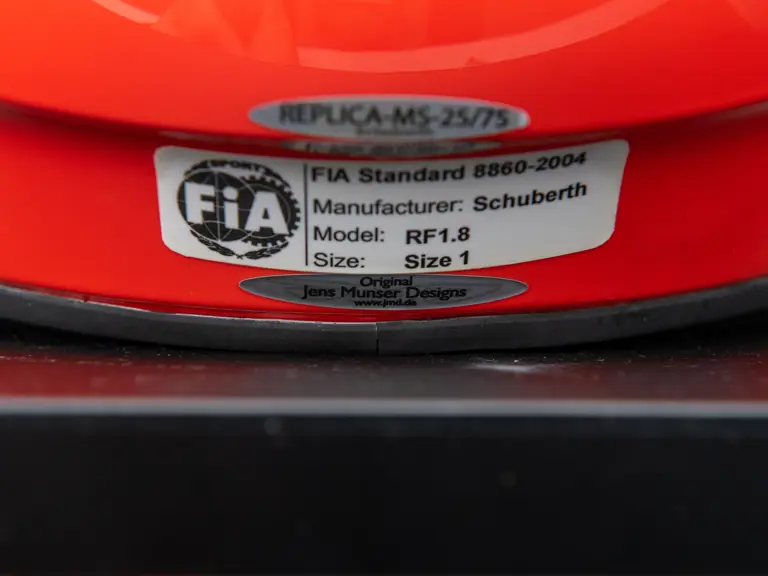 REPLICA-MS-25/75
SPORT
FiA
FIA Standard 8860-2004
Manufacturer: Schuberth
Model: RF1.8
Size: Size 1
Original
Jens Munser Designs
www.jmd.de